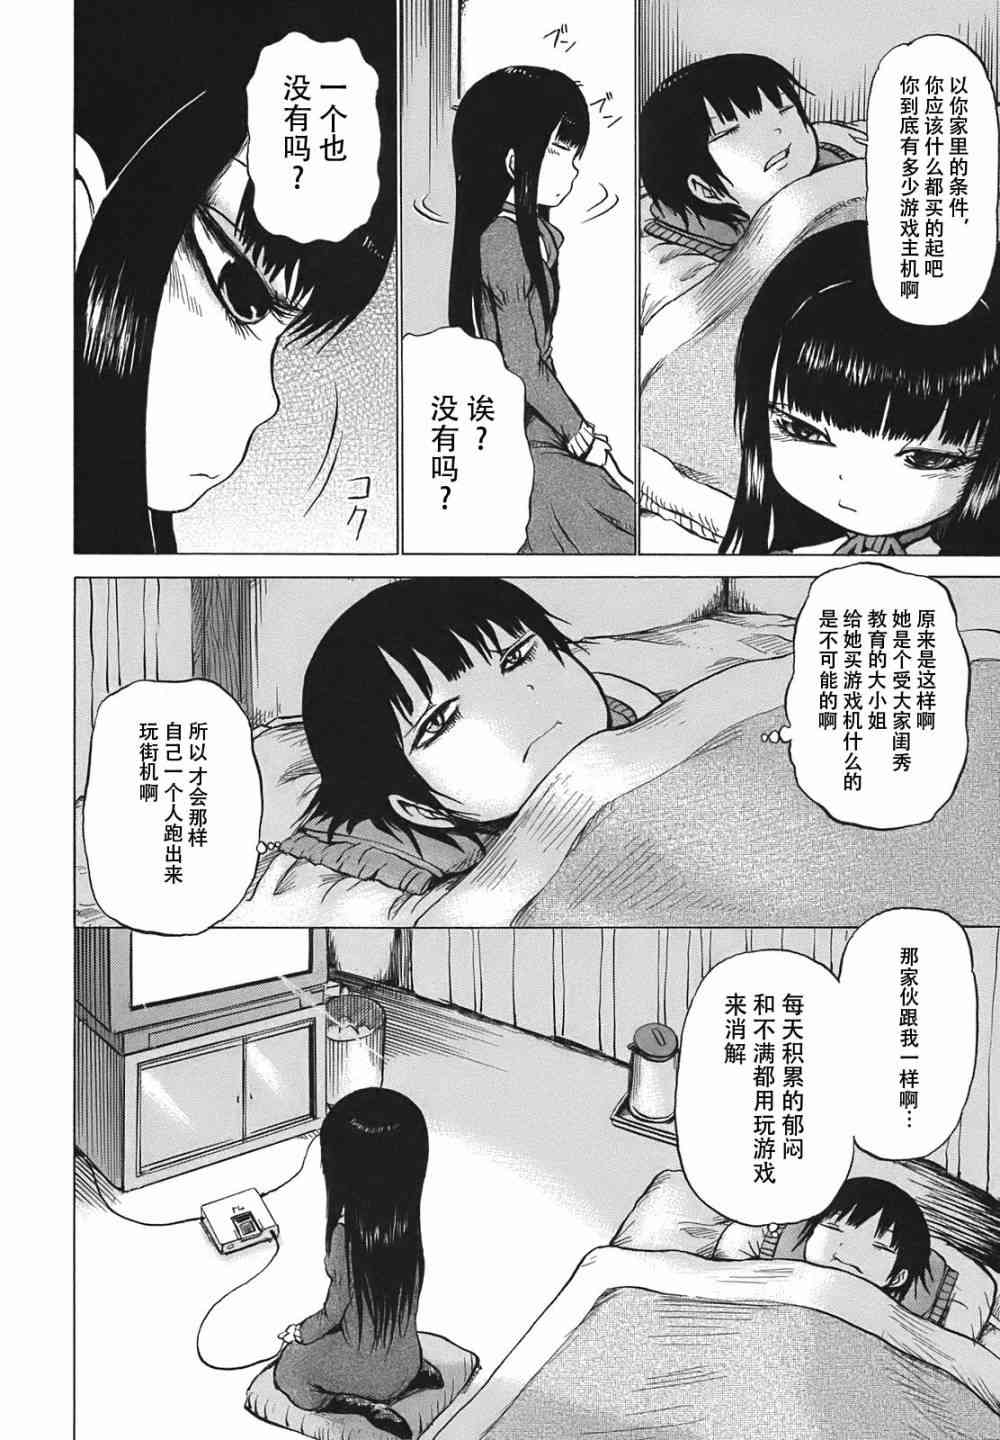 以你家里的条件,
你应该什么都买的起吧
你到底有多少游戏主机啊
ブン
ブン
诶?
没有吗?
一个也
没有吗?
コク
原来是这样啊
她是个受大家闺秀
教育的大小姐
给她买游戏机什么的
是不可能的啊
所以才会那样
自己一个人跑出来
玩街机啊
那家伙跟我一样啊…
每天积累的郁闷
和不满都用玩游戏
来消解